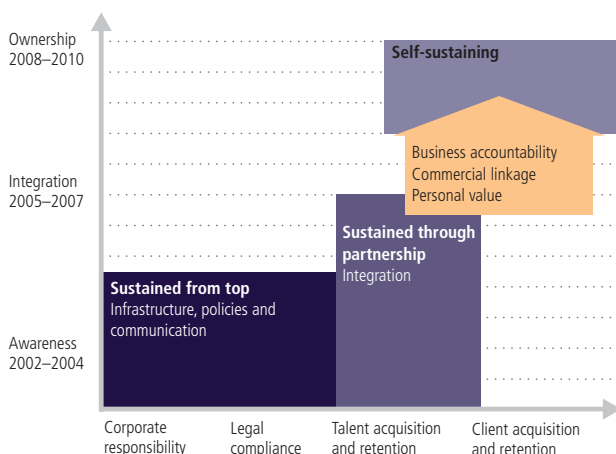 Ownership
2008–2010
Self-sustaining
Business accountability
Commercial linkage
Personal value
Integration
2005–2007
Sustained through
partnership
Integration
Sustained from top
Infrastructure, policies and
communication
Awareness
2002–2004
Corporate
responsibility
Legal
compliance
Talent acquisition
and retention
Client acquisition
and retention